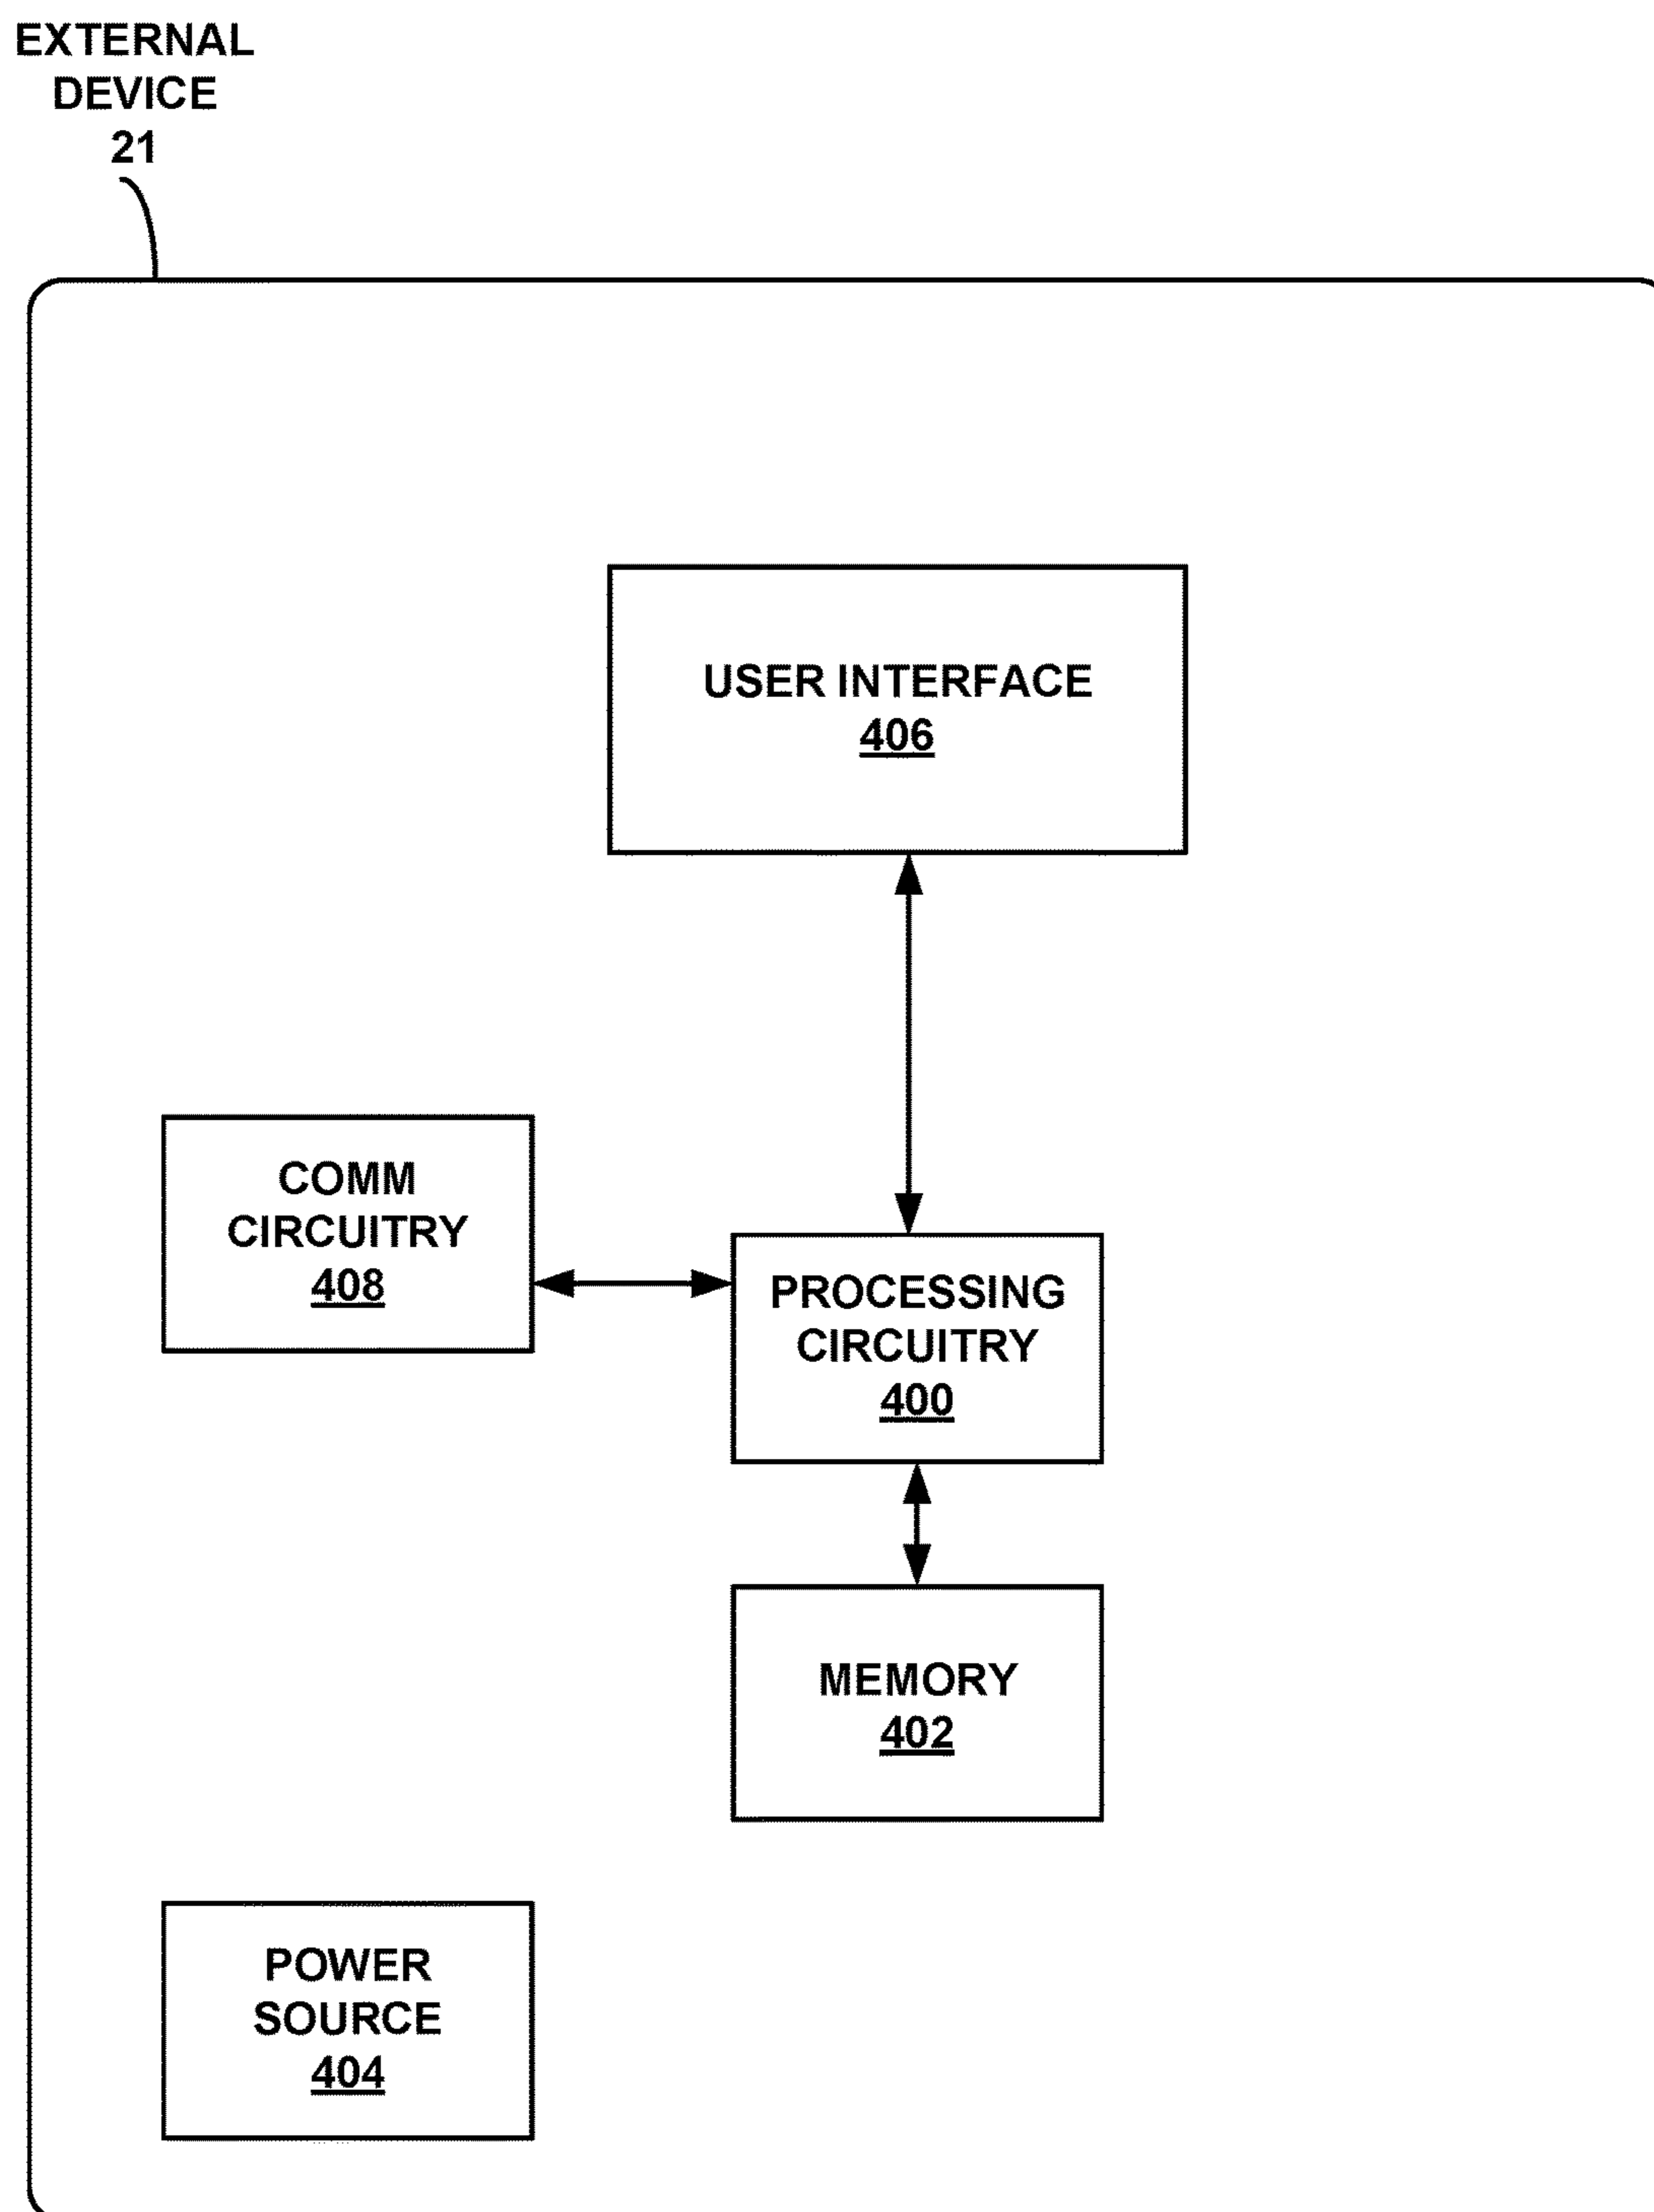 EXTERNAL
DEVICE
21
USER INTERFACE
406
COMM
CIRCUITRY
408
PROCESSING
CIRCUITRY
400
MEMORY
402
POWER
SOURCE
404